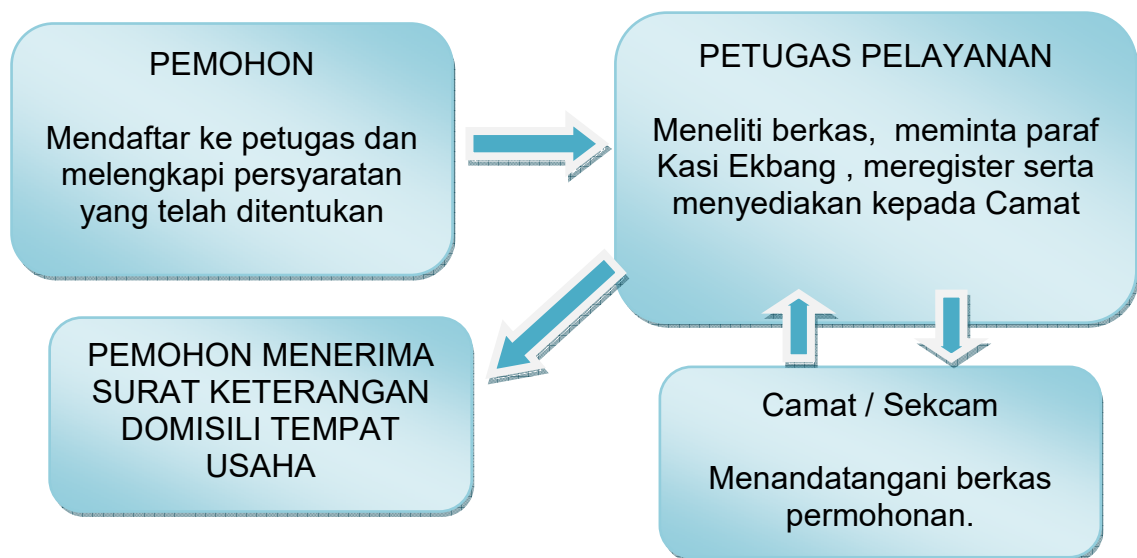 PEMOHON
Mendaftar ke petugas dan
melengkapi persyaratan
yang telah ditentukan
PETUGAS PELAYANAN
Meneliti berkas,  meminta paraf
Kasi Ekbang , meregister serta
menyediakan kepada Camat
Camat / Sekcam
Menandatangani berkas
permohonan.
PEMOHON MENERIMA
SURAT KETERANGAN
DOMISILI TEMPAT
USAHA